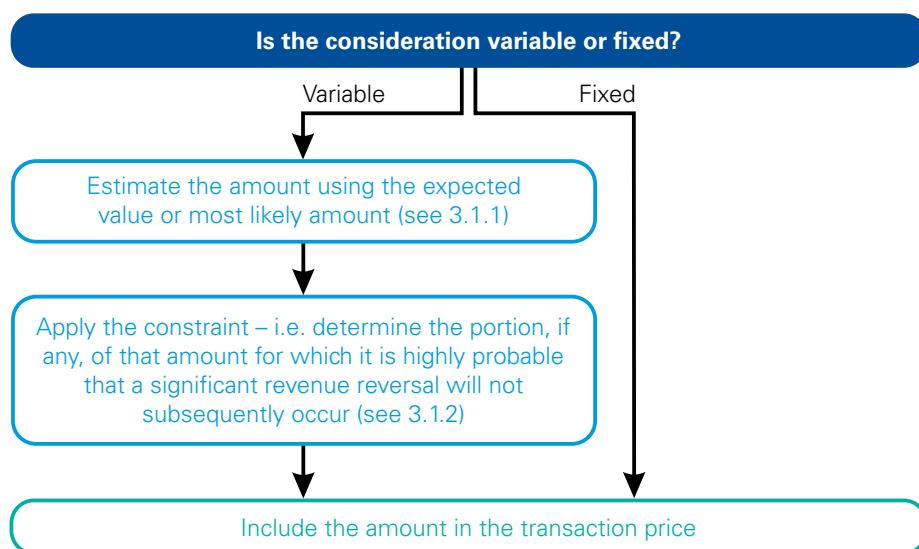 Is the consideration variable or fixed?
Variable
Fixed
Estimate the amount using the expected
value or most likely amount (see 3.1.1)
Apply the constraint – i.e. determine the portion, if
any, of that amount for which it is highly probable
that a significant revenue reversal will not
subsequently occur (see 3.1.2)
Include the amount in the transaction price